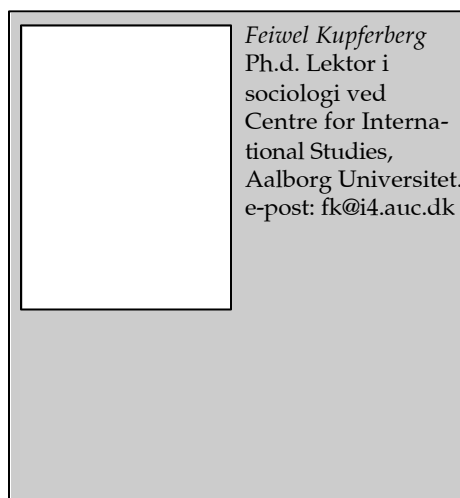 Feiwel Kupferberg
Ph.d. Lektor i
sociologi ved
Centre for Interna-
tional Studies,
Aalborg Universitet.
e-post: fk@i4.auc.dk